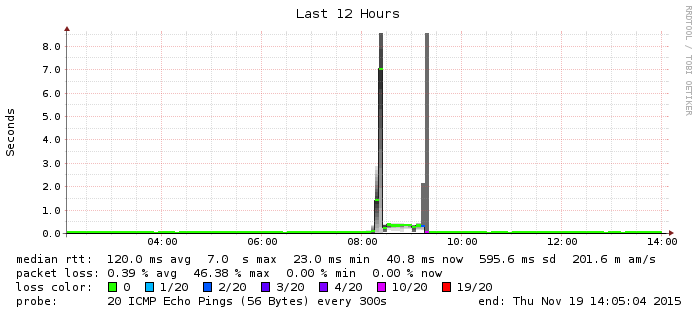 Last 12 Hours
RRDTOOL / TOBI OETIKER
Seconds
8.0
7.0
6.0
5.0
4.0
3.0
2.0
1.0
0.0
04:00 06:00 08:00 10:00 12:00 14:00
median rtt: 120.0 ms avg 7.0 s max 23.0 ms min 40.8 ms now 595.6 ms sd 201.6 m am/s
packet loss: 0.39 % avg 46.38 % max 0.00 % min 0.00 % now
loss color: 0 1/20 2/20 3/20 4/20 10/20 19/20
probe: 20 ICMP Echo Pings (56 Bytes) every 300s end: Thu Nov 19 14:05:04 2015